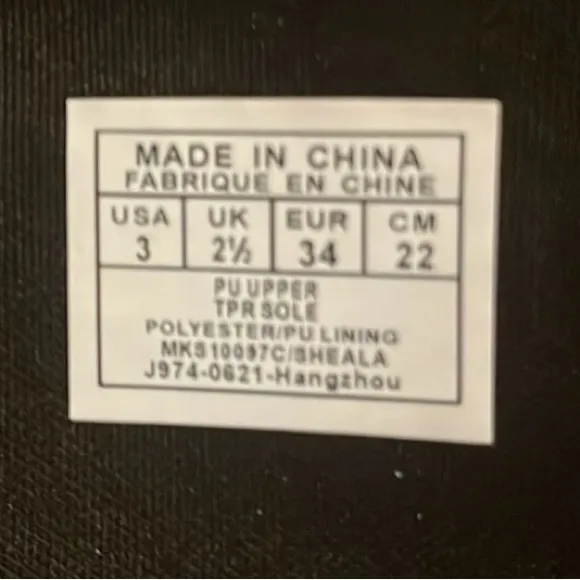 MADE IN CHINA
FABRIQUE EN CHINE
USA UK EUR CM
3 2½ 34 22
PU UPPER
TPR SOLE
POLYESTER/PU LINING
MKS10097C/SHEALA
J974-0621-Hangzhou